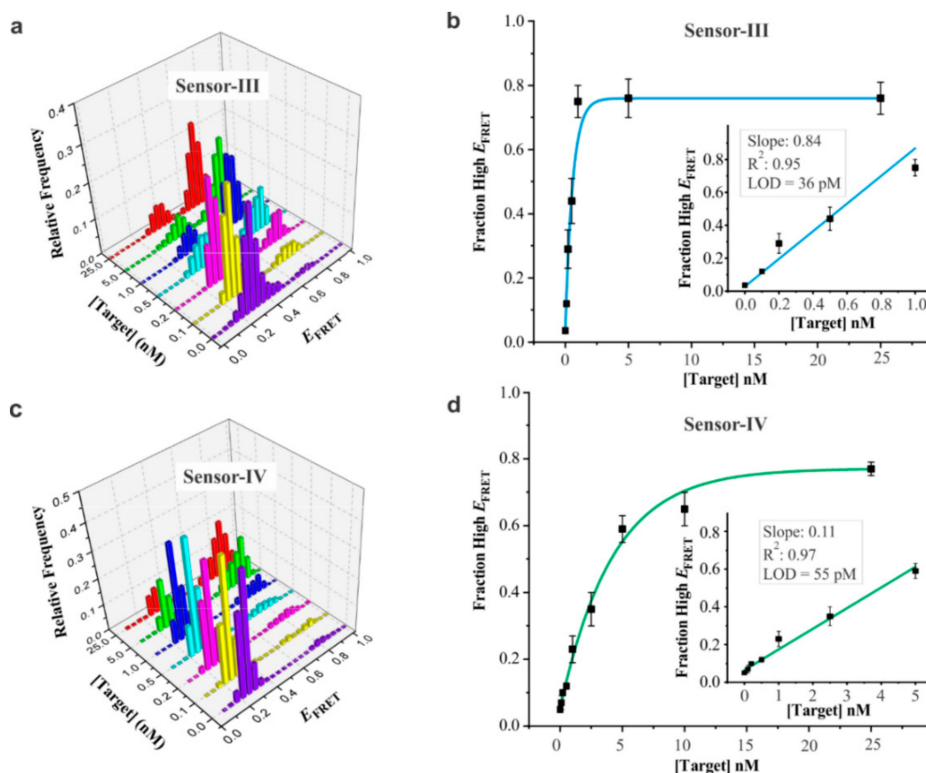 a
Sensor-III
Relative Frequency
0.4
0.3
0.2
0.1
0.0
25.0
5.0
1.0
0.5
0.2
0.1
0.0
[Target] (nM)
0.0
0.2
0.4
0.6
0.8
1.0
EFRET
b
Sensor-III
Fraction High EFRET
1.0
0.8
0.6
0.4
0.2
0.0
0 5 10 15 20 25
[Target] nM
Slope: 0.84
R2: 0.95
LOD = 36 pM
Fraction High EFRET
0.8
0.6
0.4
0.2
0.0
0.0 0.2 0.4 0.6 0.8 1.0
[Target] nM
c
Sensor-IV
Relative Frequency
0.5
0.4
0.3
0.2
0.1
0.0
25.0
5.0
1.0
0.5
0.2
0.1
0.0
[Target] (nM)
0.0
0.2
0.4
0.6
0.8
1.0
EFRET
d
Sensor-IV
Fraction High EFRET
1.0
0.8
0.6
0.4
0.2
0.0
0 5 10 15 20 25
[Target] nM
Slope: 0.11
R2: 0.97
LOD = 55 pM
Fraction High EFRET
0.8
0.6
0.4
0.2
0.0
0 1 2 3 4 5
[Target] nM